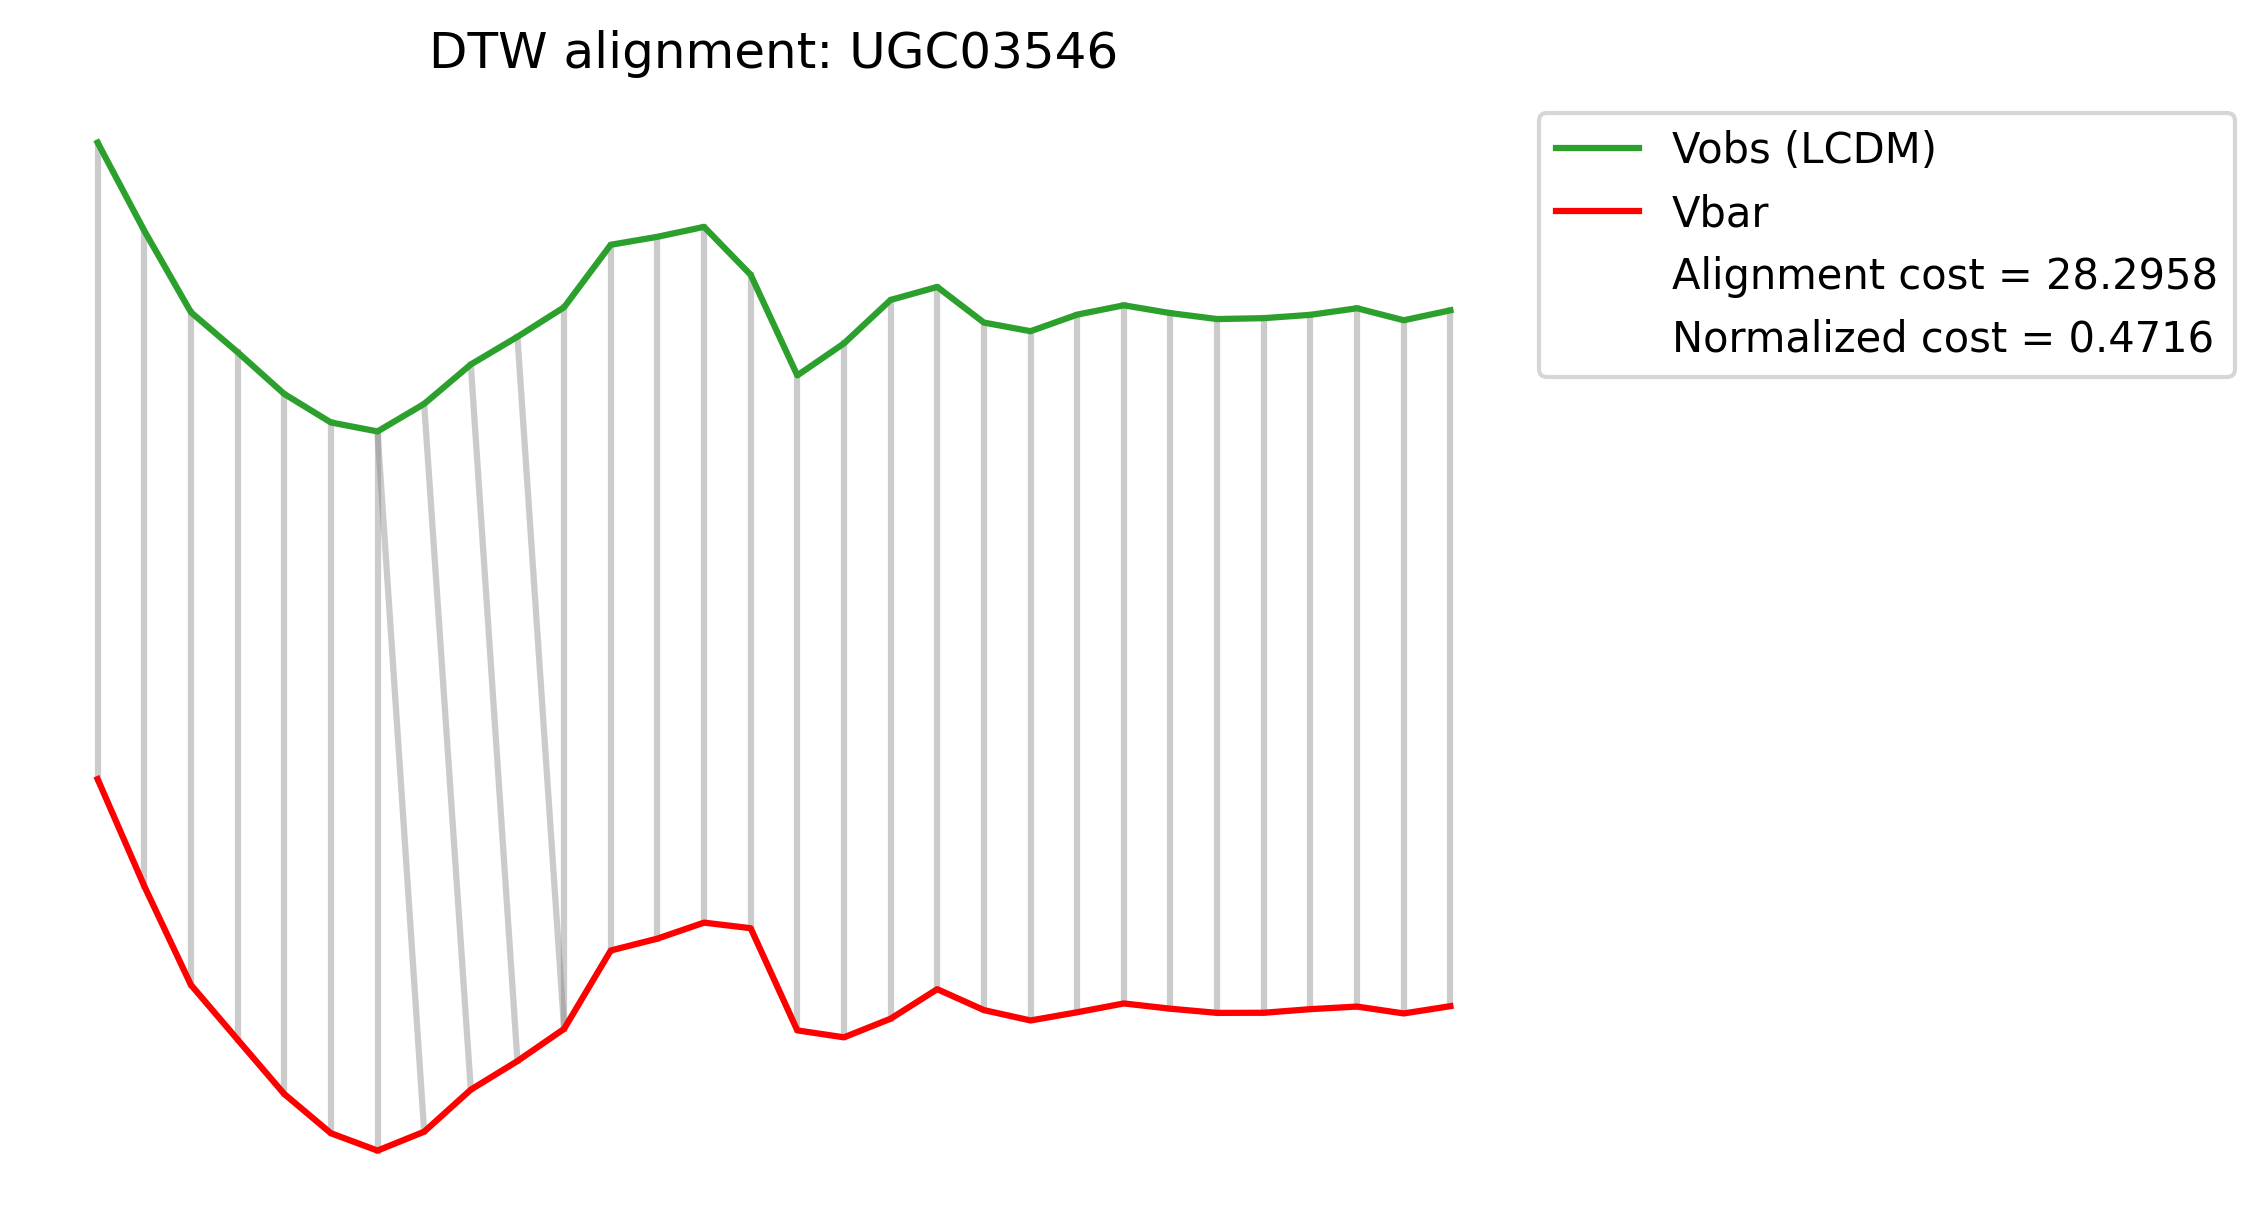 DTW alignment: UGC03546
Vobs (LCDM)
Vbar
Alignment cost = 28.2958
Normalized cost = 0.4716